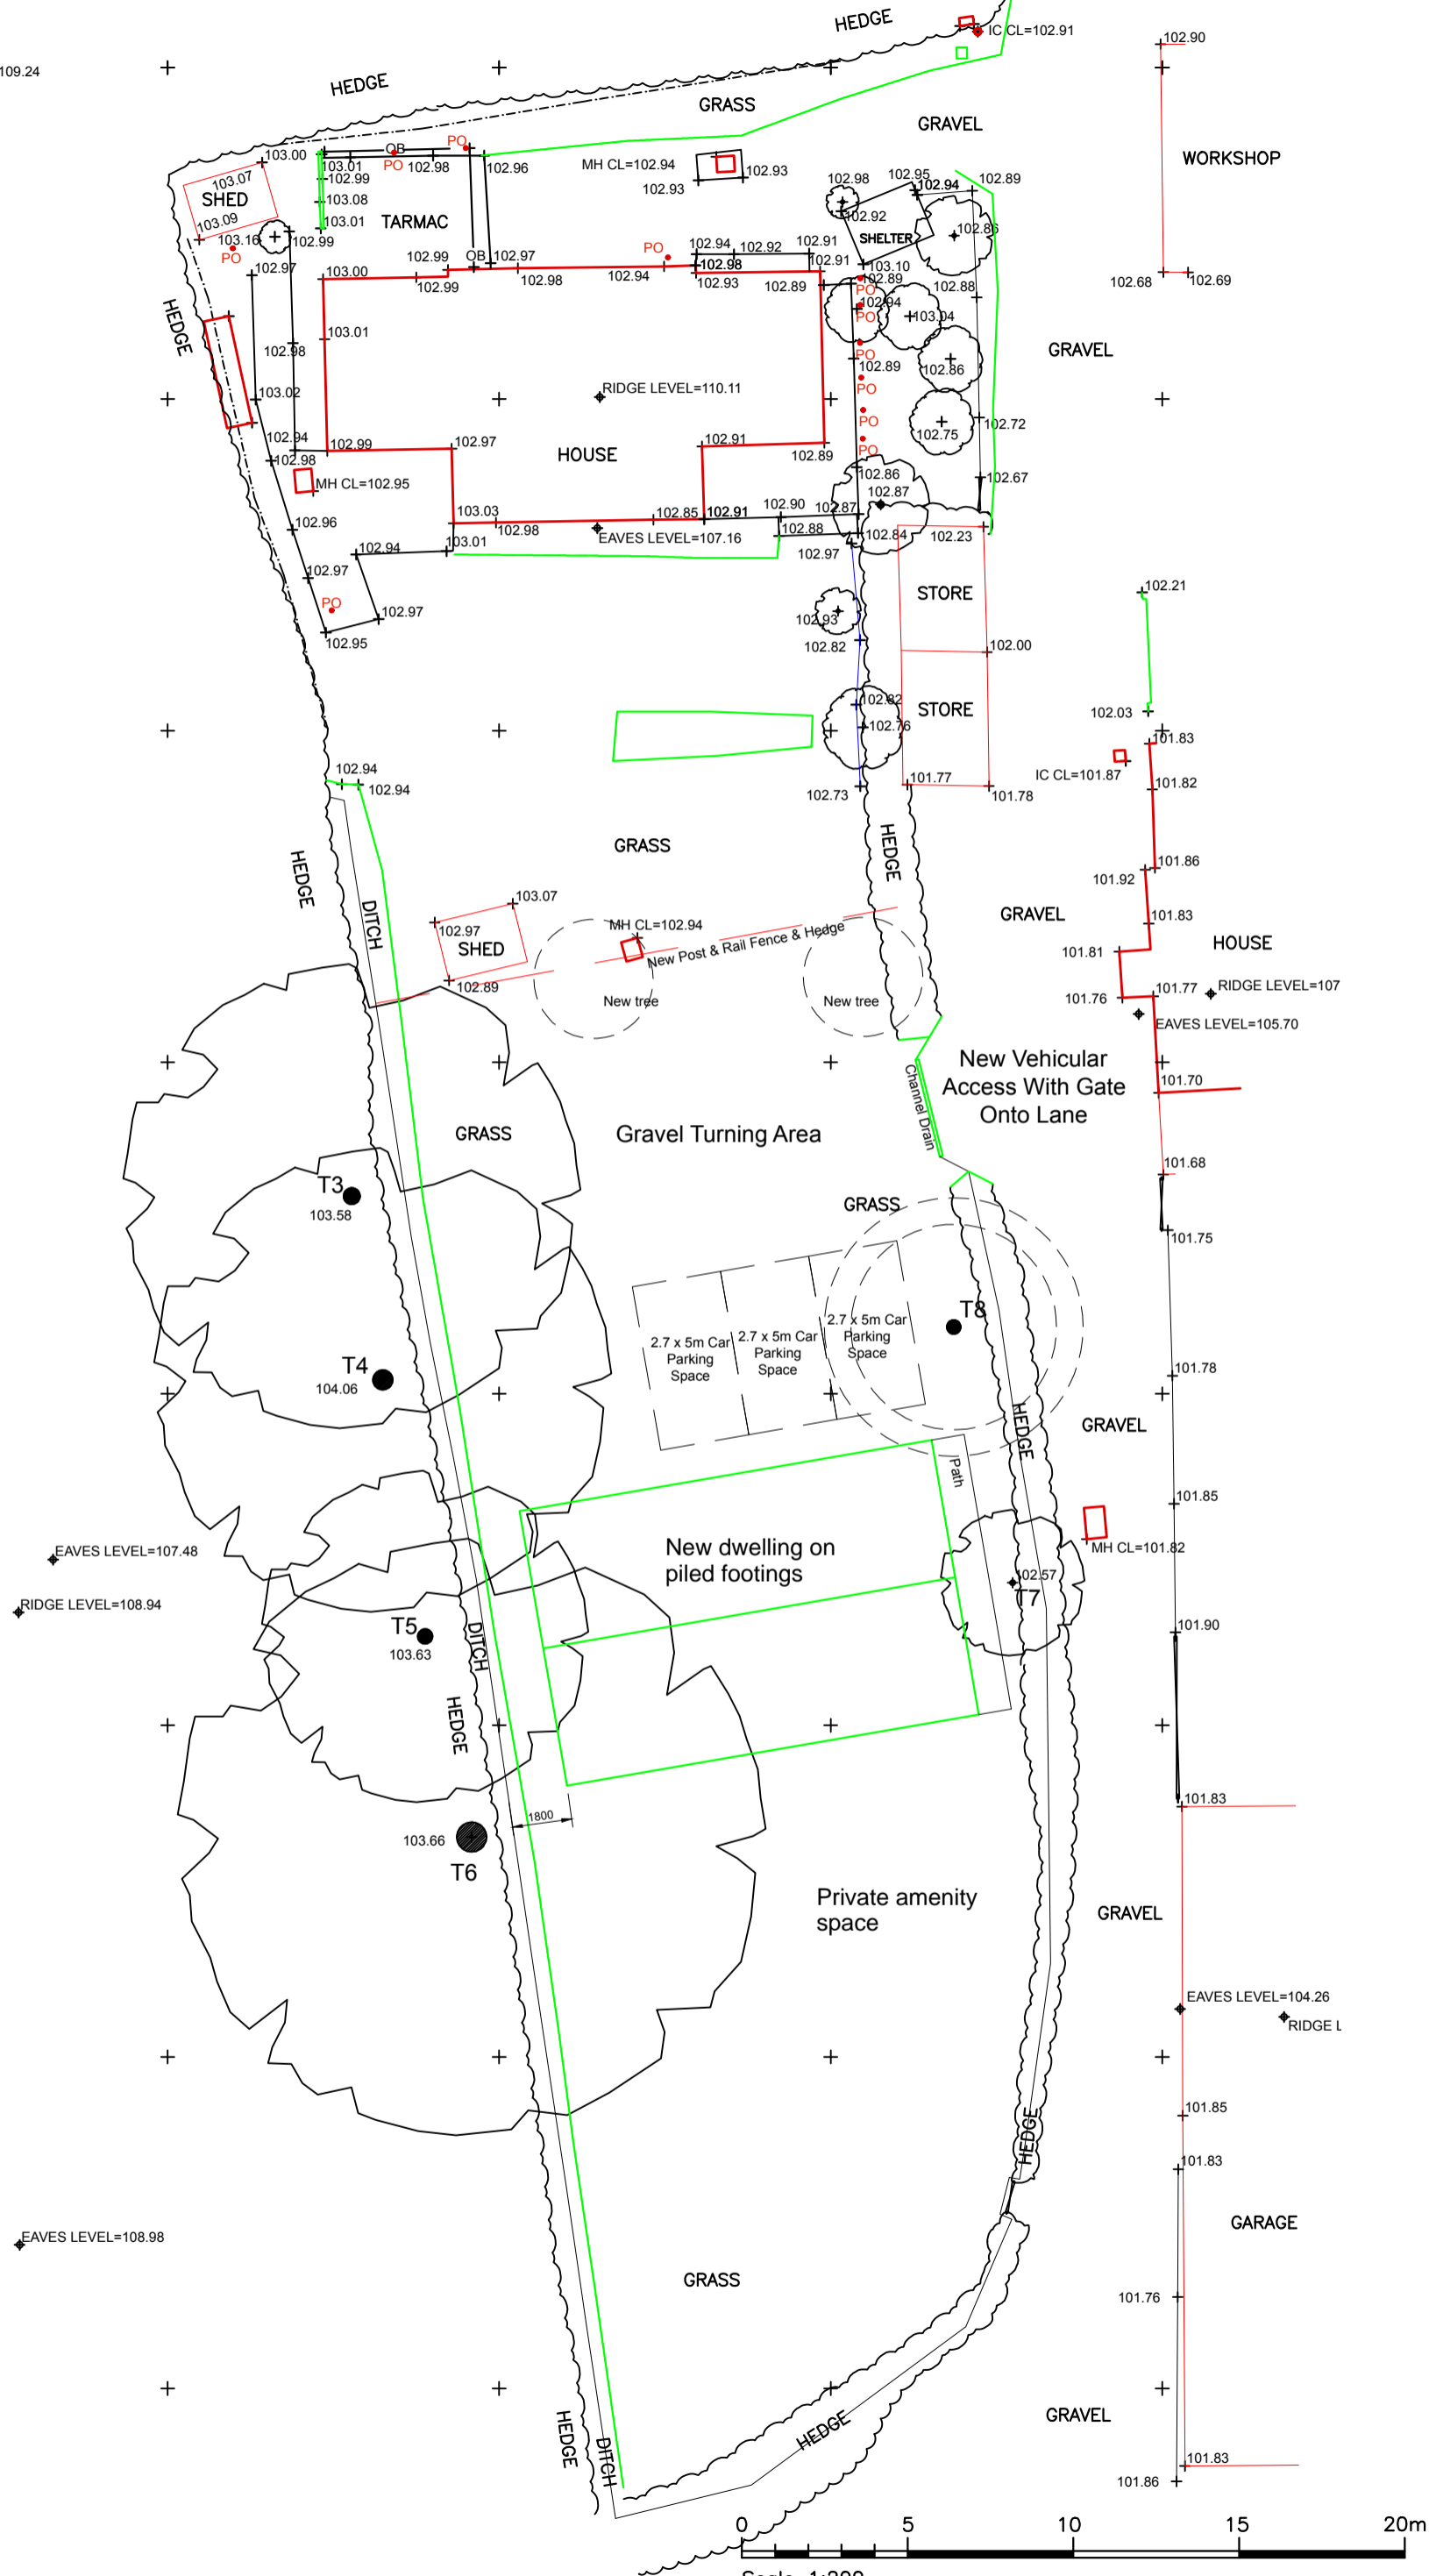 HEDGE
IC CL=102.91
102.90
109.24
HEDGE
GRASS
GRAVEL
WORKSHOP
103.00
OB
PO
103.01
PO
102.98
102.96
MH CL=102.94
102.93
102.93
103.07
102.99
SHED
103.08
103.01
TARMAC
103.09
103.16
PO
102.99
102.97
102.98
102.95
102.94
102.89
102.92
102.86
SHELTER
103.10
102.99
OB
102.97
PO
102.94
102.92
102.91
102.98
102.91
103.00
102.99
102.98
102.94
102.93
102.89
102.89
PO
102.94
PO
102.88
102.68
102.69
HEDGE
103.01
103.04
102.98
PO
102.89
102.86
GRAVEL
PO
RIDGE LEVEL=110.11
103.02
PO
102.72
102.75
PO
102.94
102.99
102.97
102.98
HOUSE
102.91
102.89
102.86
102.67
102.87
MH CL=102.95
103.03
102.98
102.85
102.91
102.90
102.87
102.96
EAVES LEVEL=107.16
102.88
102.84
102.23
102.94
103.01
102.97
102.97
PO
102.97
102.95
STORE
102.21
102.93
102.82
102.00
102.82
STORE
102.76
102.03
101.83
102.94
102.94
102.73
101.77
101.78
IC CL=101.87
101.82
GRASS
HEDGE
HEDGE
101.86
101.92
DITCH
103.07
102.97
SHED
102.89
MH CL=102.94
New Post & Rail Fence & Hedge
New tree
New tree
GRAVEL
101.83
101.81
HOUSE
101.77
101.76
RIDGE LEVEL=107
EAVES LEVEL=105.70
New Vehicular
Access With Gate
Onto Lane
Channel Drain
101.70
GRASS
Gravel Turning Area
T3
103.58
101.68
GRASS
101.75
T8
2.7 x 5m Car
Parking
Space
2.7 x 5m Car
Parking
Space
2.7 x 5m Car
Parking
Space
T4
104.06
101.78
HEDGE
GRAVEL
Path
101.85
EAVES LEVEL=107.48
New dwelling on
piled footings
MH CL=101.82
102.57
T7
RIDGE LEVEL=108.94
T5
103.63
DITCH
101.90
HEDGE
1800
101.83
103.66
T6
Private amenity
space
GRAVEL
EAVES LEVEL=104.26
RIDGE L
HEDGE
101.85
101.83
EAVES LEVEL=108.98
GARAGE
GRASS
101.76
HEDGE
DITCH
HEDGE
GRAVEL
101.83
101.86
0 5 10 15 20m